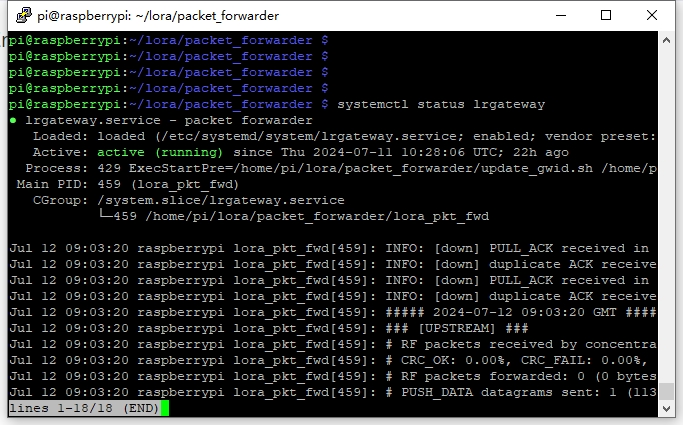 pi@raspberrypi: ~/lora/packet_forwarder
pi@raspberrypi:~/lora/packet_forwarder $
pi@raspberrypi:~/lora/packet_forwarder $
pi@raspberrypi:~/lora/packet_forwarder $
pi@raspberrypi:~/lora/packet_forwarder $
pi@raspberrypi:~/lora/packet_forwarder $ systemctl status lrgateway
● lrgateway.service - packet forwarder
Loaded: loaded (/etc/systemd/system/lrgateway.service; enabled; vendor preset:
Active: active (running) since Thu 2024-07-11 10:28:06 UTC; 22h ago
Process: 429 ExecStartPre=/home/pi/lora/packet_forwarder/update_gwid.sh /home/p
Main PID: 459 (lora_pkt_fwd)
CGroup: /system.slice/lrgateway.service
└─459 /home/pi/lora/packet_forwarder/lora_pkt_fwd
Jul 12 09:03:20 raspberrypi lora_pkt_fwd[459]: INFO: [down] PULL_ACK received in
Jul 12 09:03:20 raspberrypi lora_pkt_fwd[459]: INFO: [down] duplicate ACK receive
Jul 12 09:03:20 raspberrypi lora_pkt_fwd[459]: INFO: [down] PULL_ACK received in
Jul 12 09:03:20 raspberrypi lora_pkt_fwd[459]: INFO: [down] duplicate ACK receive
Jul 12 09:03:20 raspberrypi lora_pkt_fwd[459]: ##### 2024-07-12 09:03:20 GMT ####
Jul 12 09:03:20 raspberrypi lora_pkt_fwd[459]: ### [UPSTREAM] ###
Jul 12 09:03:20 raspberrypi lora_pkt_fwd[459]: # RF packets received by concentra
Jul 12 09:03:20 raspberrypi lora_pkt_fwd[459]: # CRC_OK: 0.00%, CRC_FAIL: 0.00%,
Jul 12 09:03:20 raspberrypi lora_pkt_fwd[459]: # RF packets forwarded: 0 (0 bytes
Jul 12 09:03:20 raspberrypi lora_pkt_fwd[459]: # PUSH_DATA datagrams sent: 1 (113
lines 1-18/18 (END)